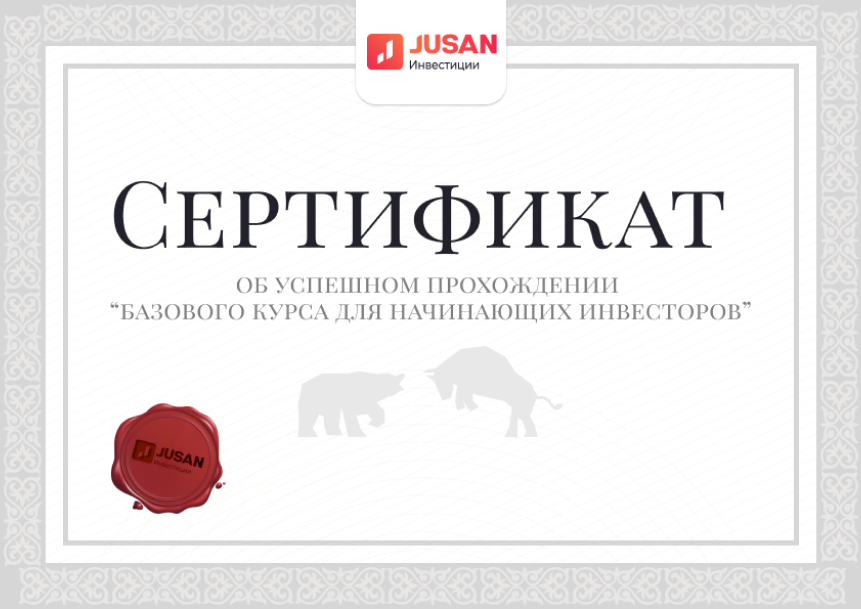 JUSAN
Инвестиции
СЕРТИФИКАТ
ОБ УСПЕШНОМ ПРОХОЖДЕНИИ
“БАЗОВОГО КУРСА ДЛЯ НАЧИНАЮЩИХ ИНВЕСТОРОВ”
JUSAN
Инвестиции